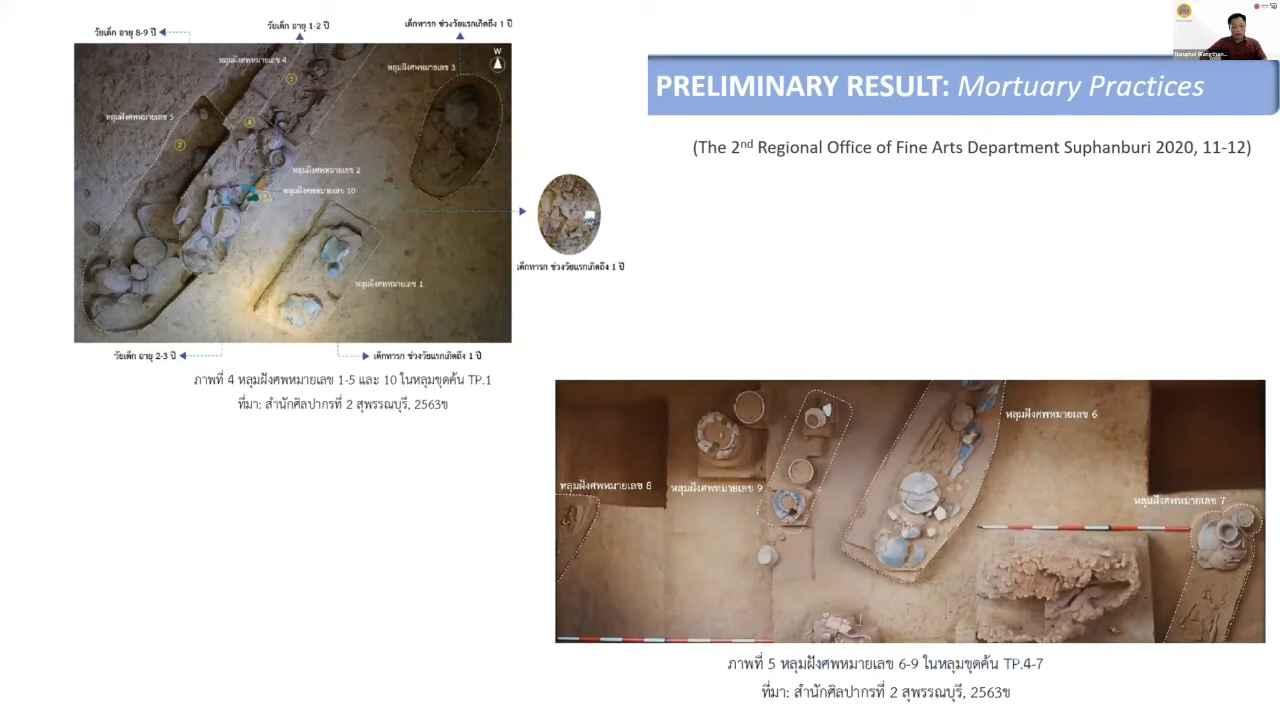 PRELIMINARY RESULT: Mortuary Practices
(The 2nd Regional Office of Fine Arts Department Suphanburi 2020, 11-12)
วัยเด็ก อายุ 8-9 ปี
วัยเด็ก อายุ 1-2 ปี
เด็กทารก ช่วงวัยแรกเกิดถึง 1 ปี
W
หลุมฝังศพหมายเลข 4
หลุมฝังศพหมายเลข 3
3
หลุมฝังศพหมายเลข 5
4
2
หลุมฝังศพหมายเลข 2
หลุมฝังศพหมายเลข 10
หลุมฝังศพหมายเลข 1
เด็กทารก ช่วงวัยแรกเกิดถึง 1 ปี
วัยเด็ก อายุ 2-3 ปี
เด็กทารก ช่วงวัยแรกเกิดถึง 1 ปี
ภาพที่ 4 หลุมฝังศพหมายเลข 1-5 และ 10 ในหลุมขุดค้น TP.1
ที่มา: สำนักศิลปากรที่ 2 สุพรรณบุรี, 2563ข
หลุมฝังศพหมายเลข 6
หลุมฝังศพหมายเลข 8
หลุมฝังศพหมายเลข 9
หลุมฝังศพหมายเลข 7
ภาพที่ 5 หลุมฝังศพหมายเลข 6-9 ในหลุมขุดค้น TP.4-7
ที่มา: สำนักศิลปากรที่ 2 สุพรรณบุรี, 2563ข